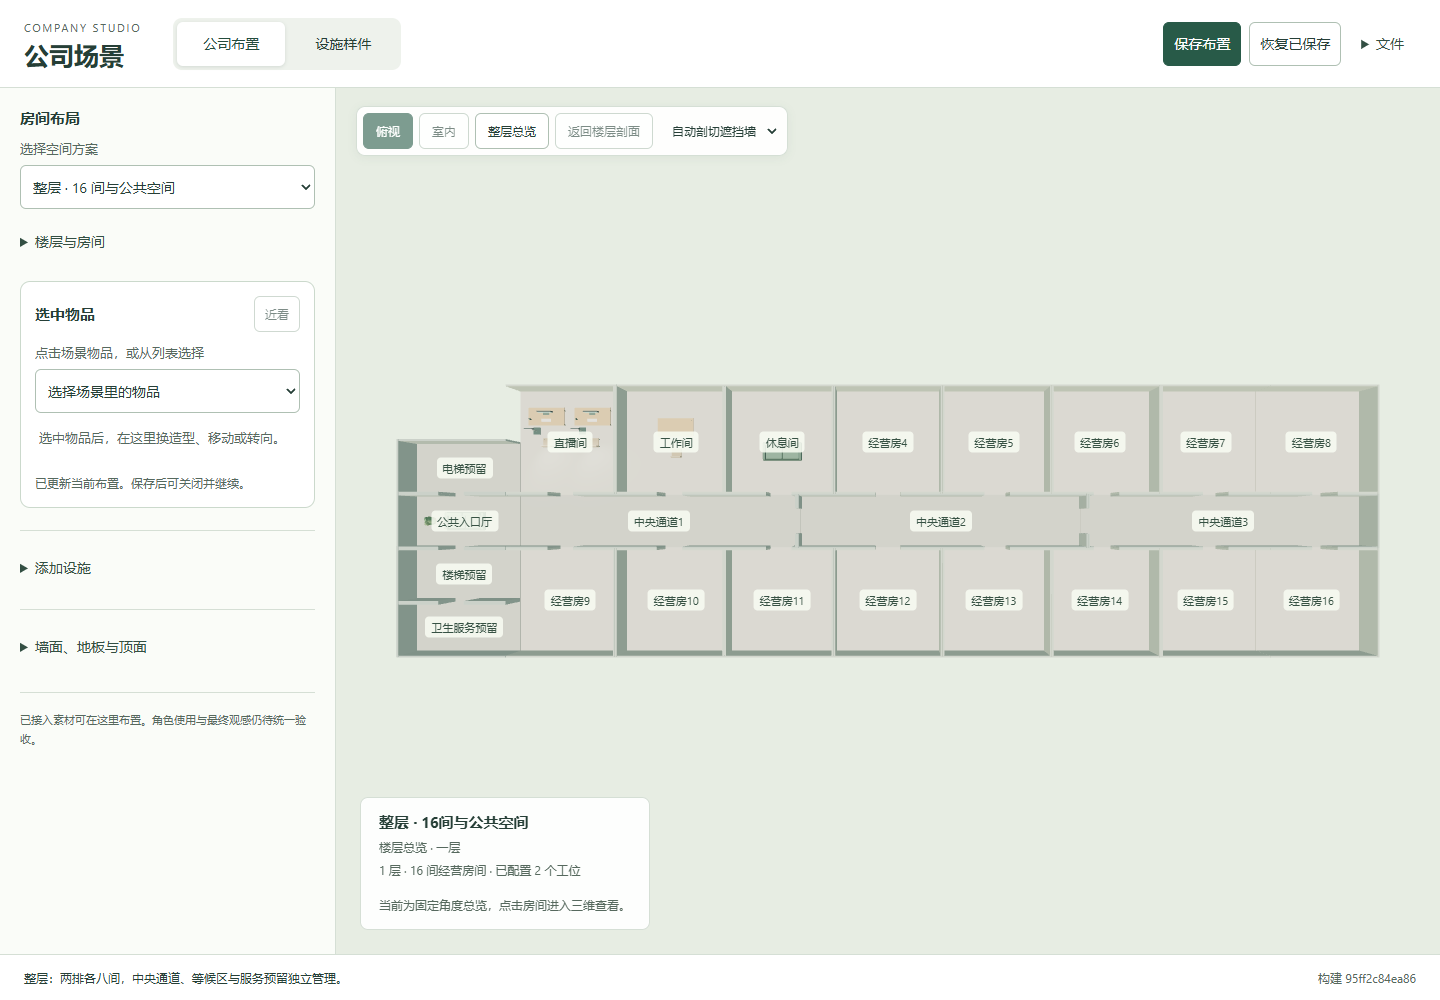 COMPANY STUDIO
公司场景
公司布置
设施样件
保存布置
恢复已保存
▶ 文件
房间布局
选择空间方案
整层 · 16 间与公共空间
▶ 楼层与房间
选中物品
近看
点击场景物品，或从列表选择
选择场景里的物品
选中物品后，在这里换造型、移动或转向。
已更新当前布置。保存后可关闭并继续。
▶ 添加设施
▶ 墙面、地板与顶面
已接入素材可在这里布置。角色使用与最终观感仍待统一验
收。
俯视
室内
整层总览
返回楼层剖面
自动剖切遮挡墙
直播间
工作间
休息间
经营房4
经营房5
经营房6
经营房7
经营房8
电梯预留
公共入口厅
中央通道1
中央通道2
中央通道3
楼梯预留
卫生服务预留
经营房9
经营房10
经营房11
经营房12
经营房13
经营房14
经营房15
经营房16
整层 · 16间与公共空间
楼层总览 · 一层
1 层 · 16 间经营房间 · 已配置 2 个工位
当前为固定角度总览，点击房间进入三维查看。
整层：两排各八间，中央通道、等候区与服务预留独立管理。
构建 95ff2c84ea86